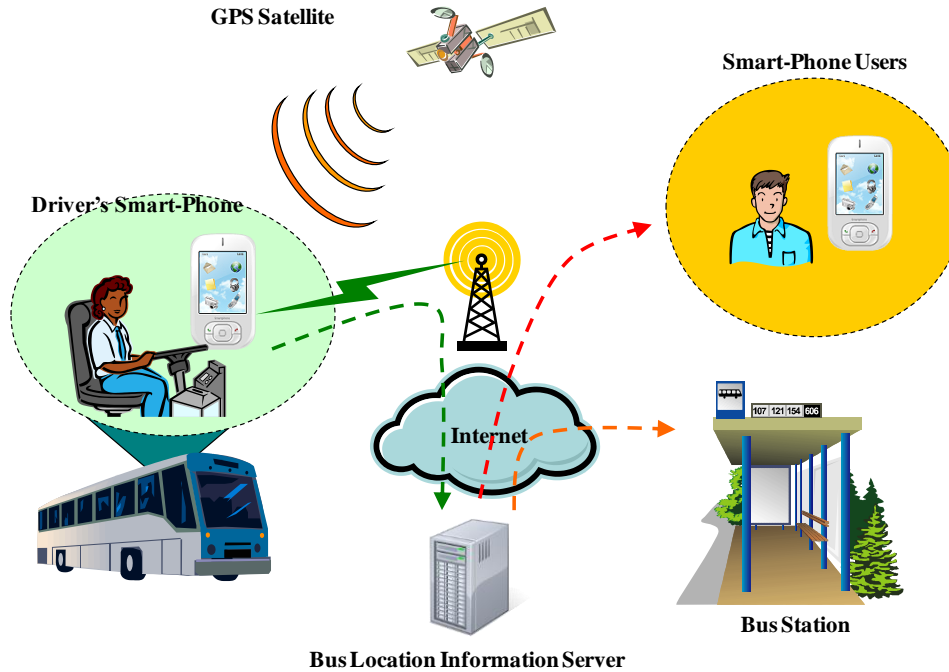 GPS Satellite
Smart-Phone Users
Driver's Smart-Phone
107 121 154 606
Internet
Bus Station
Bus Location Information Server